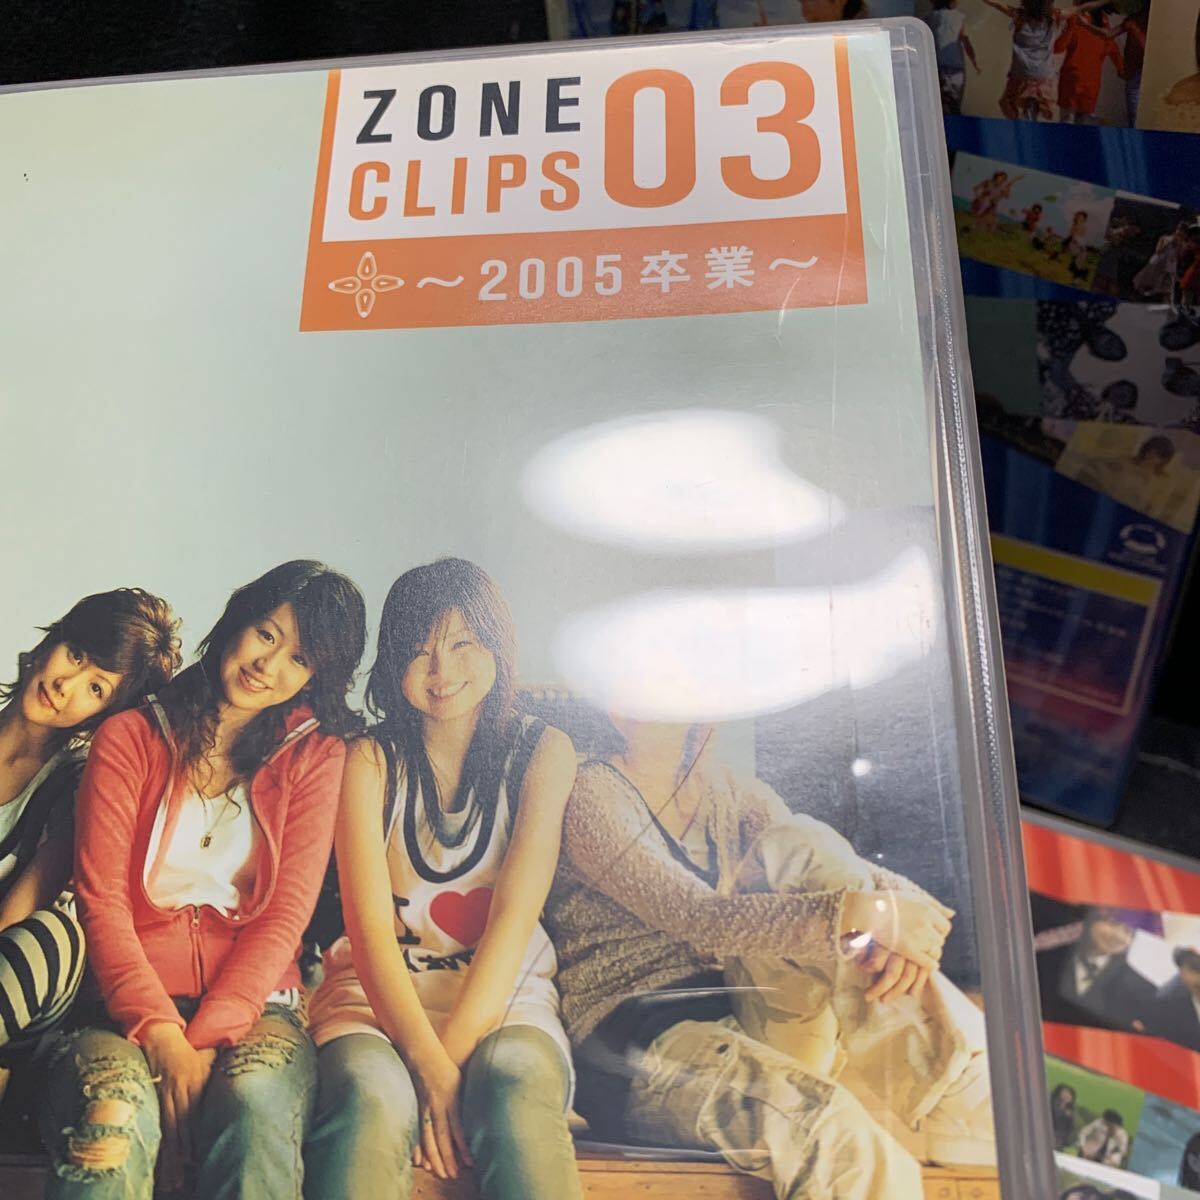 ZONE
CLIPS 03
～2005卒業～
I ♥